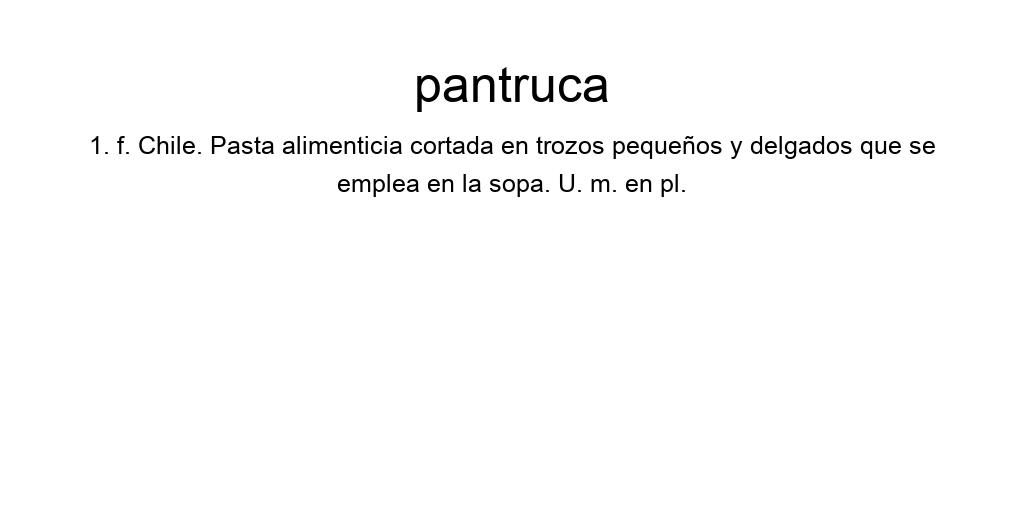 pantruca
1. f. Chile. Pasta alimenticia cortada en trozos pequeños y delgados que se
emplea en la sopa. U. m. en pl.